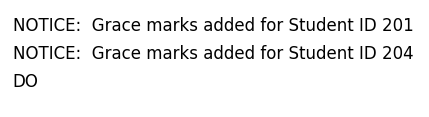 NOTICE:  Grace marks added for Student ID 201
NOTICE:  Grace marks added for Student ID 204
DO